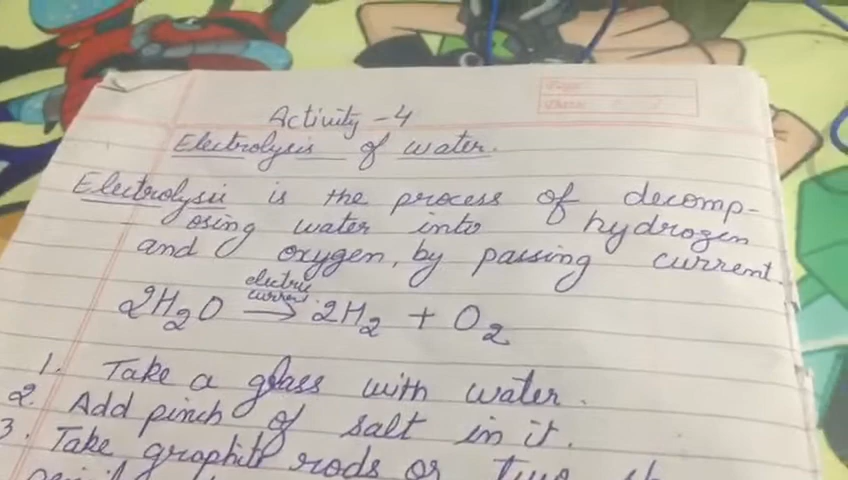 Activity - 4
Electrolysis of water.
Electrolysis is the process of decomp-
osing water into hydrogen
and oxygen, by passing current.
2H₂O electric current → 2H₂ + O₂
1. Take a glass with water.
2. Add pinch of salt in it.
3. Take graphite rods or two